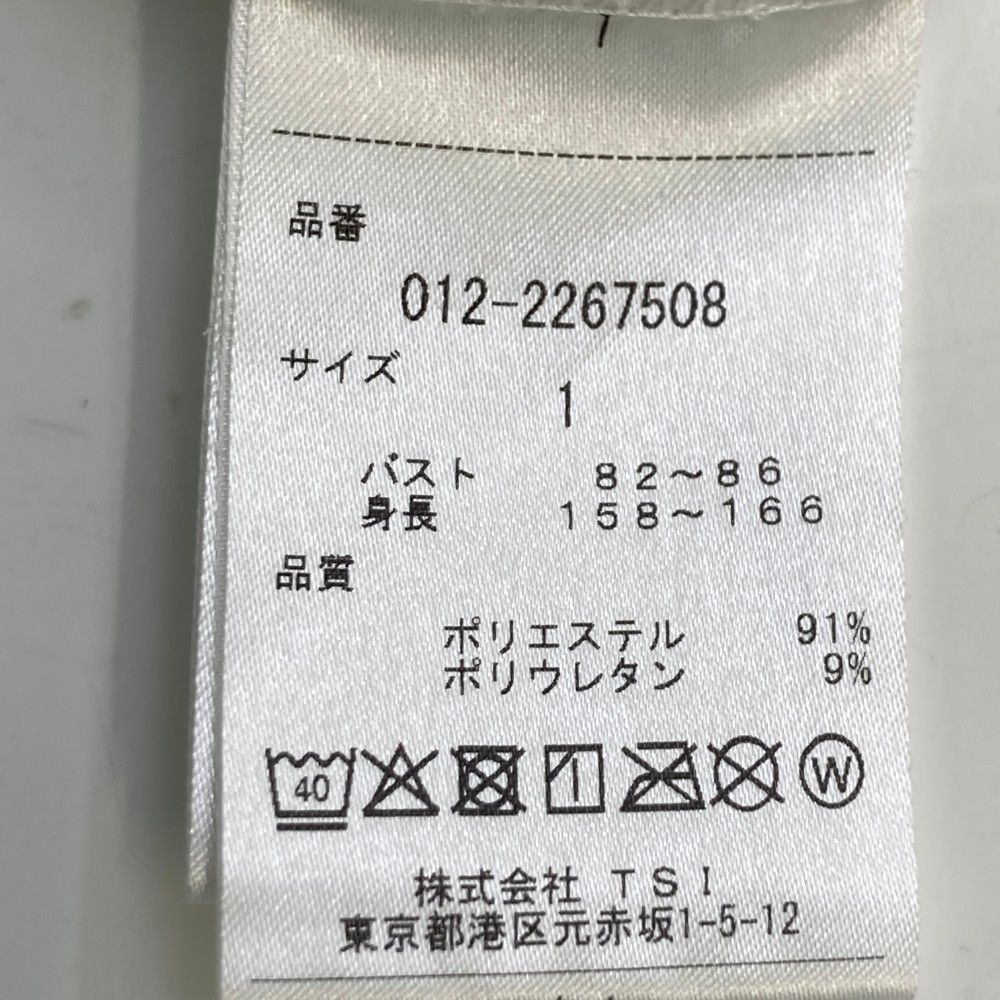 品番
012-2267508
サイズ
1
バスト 82〜86
身長 158〜166
品質
ポリエステル 91%
ポリウレタン 9%
40 W
株式会社 TSI
東京都港区元赤坂1-5-12